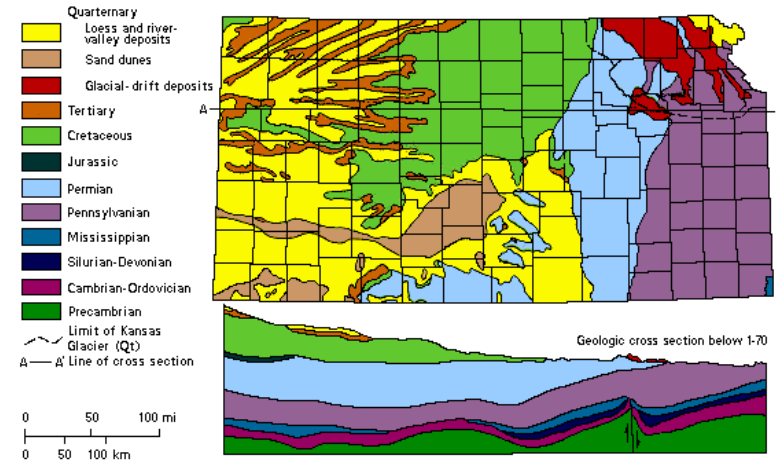 Quarternary
Loess and river-
valley deposits
Sand dunes
Glacial-drift deposits
Tertiary
Cretaceous
Jurassic
Permian
Pennsylvanian
Mississippian
Silurian-Devonian
Cambrian-Ordovician
Precambrian
Limit of Kansas
Glacier (Qt)
A A' Line of cross section
0 50 100 mi
0 50 100 km
A
Geologic cross section below I-70